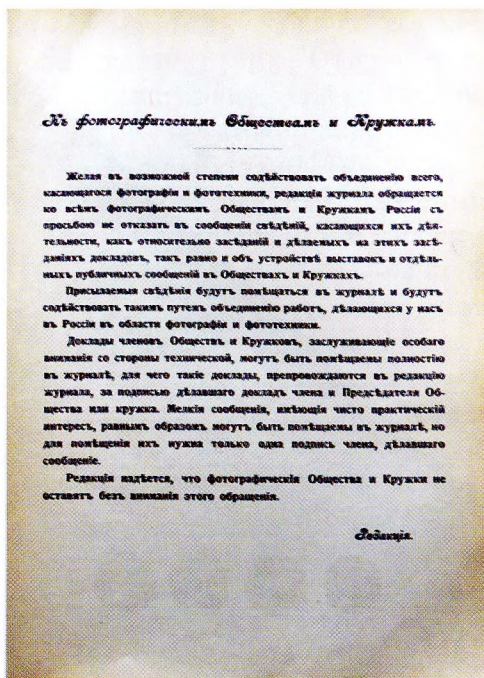 Къ фотографическимъ Обществамъ и Кружкамъ.
Желая въ возможной степени содѣйствовать объединенію всего,
касающагося фотографіи и фототехники, редакція журнала обращается
ко всѣмъ фотографическимъ Обществамъ и Кружкамъ Россіи съ
просьбою не отказать въ сообщеніи свѣдѣній, касающихся ихъ дѣя-
тельности, какъ относительно засѣданій и дѣлаемыхъ на этихъ засѣ-
даніяхъ докладовъ, такъ равно и объ устройствѣ выставокъ и отдѣль-
ныхъ публичныхъ сообщеній въ Обществахъ и Кружкахъ.
Присылаемыя свѣдѣнія будутъ помѣщаться въ журналѣ и будутъ
содѣйствовать такимъ путемъ объединенію работъ, дѣлающихся у насъ
въ Россіи въ области фотографіи и фототехники.
Доклады членовъ Обществъ и Кружковъ, заслуживающіе особаго
вниманія со стороны технической, могутъ быть помѣщаемы полностію
въ журналѣ, для чего такіе доклады, препровождаются въ редакцію
журнала, за подписью дѣлавшаго докладъ члена и Предсѣдателя Об-
щества или кружка. Мелкія сообщенія, имѣющія чисто практическій
интересъ, равнымъ образомъ могутъ быть помѣщаемы въ журналѣ, но
для помѣщенія ихъ нужна только одна подпись члена, дѣлавшаго
сообщеніе.
Редакція надѣется, что фотографическія Общества и Кружки не
оставятъ безъ вниманія этого обращенія.
Редакція.